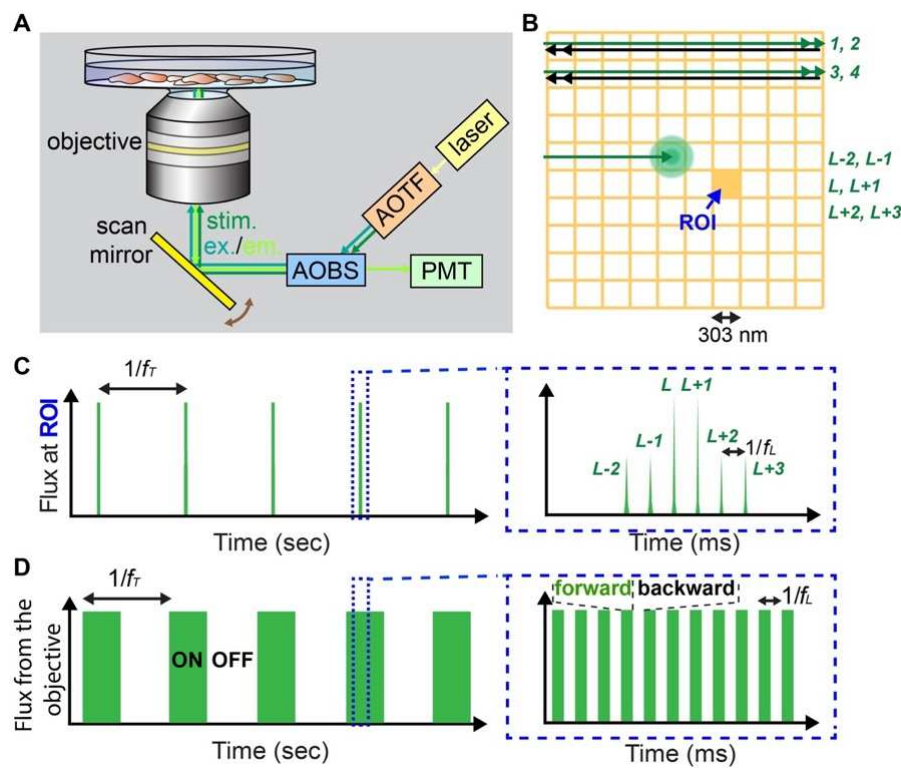 A
objective
scan
mirror
stim.
ex./em.
laser
AOTF
AOBS
PMT
B
1, 2
3, 4
L-2, L-1
L, L+1
L+2, L+3
ROI
303 nm
C
1/fT
Flux at ROI
Time (sec)
L L+1
L-1
L+2
1/fL
L-2
L+3
Time (ms)
D
1/fT
ON OFF
Flux from the
objective
Time (sec)
forward backward
1/fL
Time (ms)